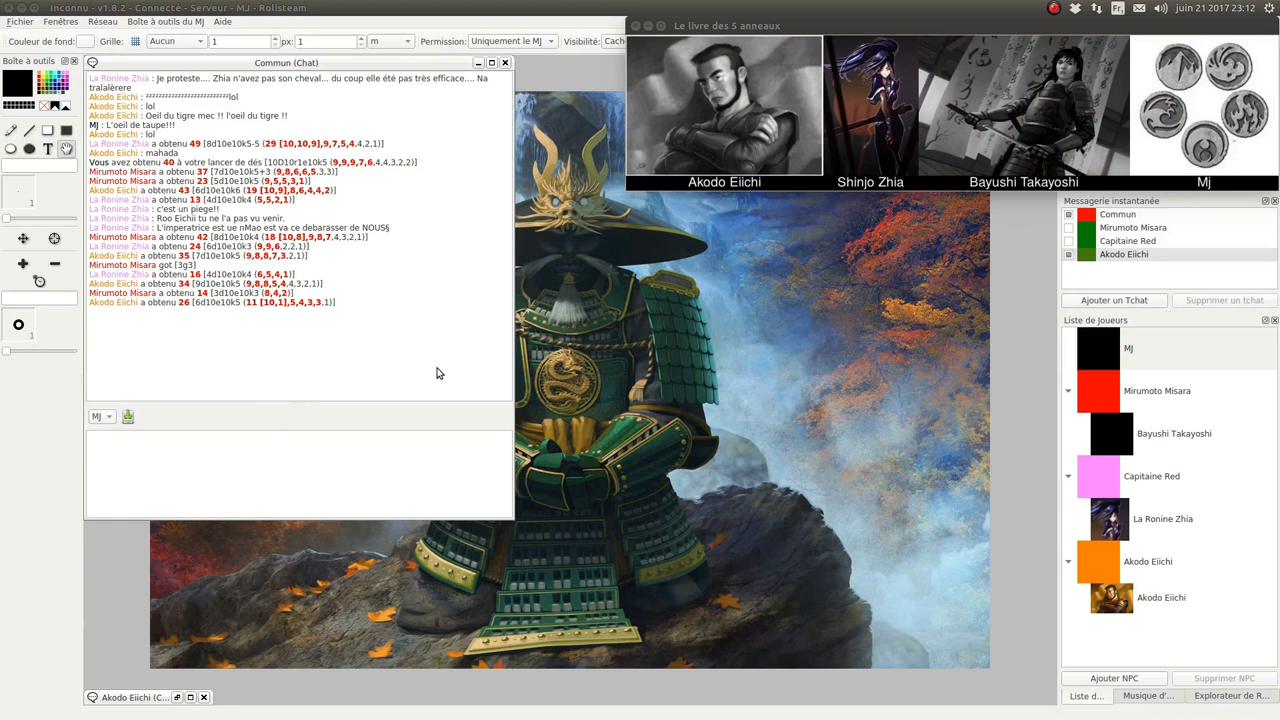 Inconnu - v1.8.2 - Connecté - Serveur - MJ - Rolisteam
Fr
juin 21 2017 23:12
Fichier Fenêtres Réseau Boîte à outils du MJ Aide
Couleur de fond: Grille: Aucun 1 px: 1 m Permission: Uniquement le MJ Visibilité: Cach
Le livre des 5 anneaux
Akodo Eiichi Shinjo Zhia Bayushi Takayoshi Mj
Boîte à outils
1
1
Commun (Chat)
La Ronine Zhia : Je proteste.... Zhia n'avez pas son cheval... du coup elle été pas très efficace.... Na
tralalèrere
Akodo Eiichi : ²²²²²²²²²²²²²²²²²²²²²²²²²lol
Akodo Eiichi : lol
Akodo Eiichi : Oeil du tigre mec !! l'oeil du tigre !!
MJ : L'oeil de taupe!!!
Akodo Eiichi : lol
La Ronine Zhia a obtenu 49 [8d10e10k5-5 (29 [10,10,9],9,7,5,4,4,2,1)]
Akodo Eiichi : mahada
Vous avez obtenu 40 à votre lancer de dés [10D10r1e10k5 (9,9,9,7,6,4,4,3,2,2)]
Mirumoto Misara a obtenu 37 [7d10e10k5+3 (9,8,6,6,5,3,3)]
Mirumoto Misara a obtenu 23 [5d10e10k5 (9,5,5,3,1)]
Akodo Eiichi a obtenu 43 [6d10e10k6 (19 [10,9],8,6,4,4,2)]
La Ronine Zhia a obtenu 13 [4d10e10k4 (5,5,2,1)]
La Ronine Zhia : c'est un piege!!
La Ronine Zhia : Roo Eichii tu ne l'a pas vu venir.
La Ronine Zhia : L'imperatrice est ue nMao est va ce debarasser de NOUS§
Mirumoto Misara a obtenu 42 [8d10e10k4 (18 [10,8],9,8,7,4,3,2,1)]
La Ronine Zhia a obtenu 24 [6d10e10k3 (9,9,6,2,2,1)]
Akodo Eiichi a obtenu 35 [7d10e10k5 (9,8,8,7,3,2,1)]
Mirumoto Misara got [3g3]
La Ronine Zhia a obtenu 16 [4d10e10k4 (6,5,4,1)]
Akodo Eiichi a obtenu 34 [9d10e10k5 (9,8,8,5,4,4,3,2,1)]
Mirumoto Misara a obtenu 14 [3d10e10k3 (8,4,2)]
Akodo Eiichi a obtenu 26 [6d10e10k5 (11 [10,1],5,4,3,3,1)]
MJ
Akodo Eiichi (C...
Messagerie instantanée
Commun
Mirumoto Misara
Capitaine Red
Akodo Eiichi
Ajouter un Tchat Supprimer un tchat
Liste de Joueurs
MJ
Mirumoto Misara
Bayushi Takayoshi
Capitaine Red
La Ronine Zhia
Akodo Eiichi
Akodo Eiichi
Ajouter NPC Supprimer NPC
Liste d... Musique d'... Explorateur de R...